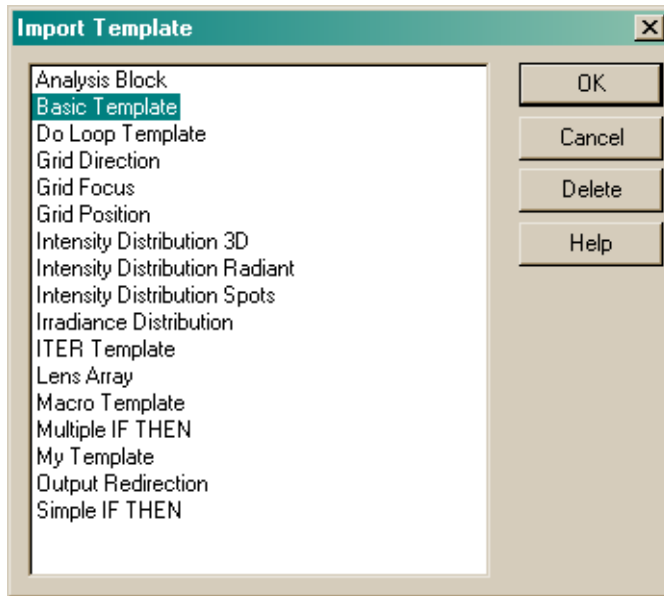 Import Template
Analysis Block
Basic Template
Do Loop Template
Grid Direction
Grid Focus
Grid Position
Intensity Distribution 3D
Intensity Distribution Radiant
Intensity Distribution Spots
Irradiance Distribution
ITER Template
Lens Array
Macro Template
Multiple IF THEN
My Template
Output Redirection
Simple IF THEN
OK
Cancel
Delete
Help